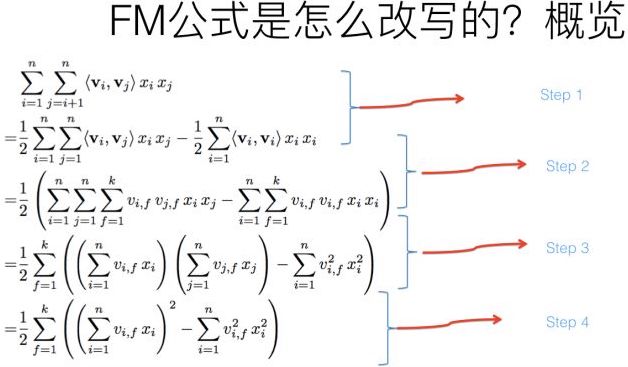 FM公式是怎么改写的？概览
\sum_{i=1}^{n} \sum_{j=i+1}^{n} \langle \mathbf{v}_i, \mathbf{v}_j \rangle x_i x_j
Step 1
= \frac{1}{2} \sum_{i=1}^{n} \sum_{j=1}^{n} \langle \mathbf{v}_i, \mathbf{v}_j \rangle x_i x_j - \frac{1}{2} \sum_{i=1}^{n} \langle \mathbf{v}_i, \mathbf{v}_i \rangle x_i x_i
Step 2
= \frac{1}{2} \left( \sum_{i=1}^{n} \sum_{j=1}^{n} \sum_{f=1}^{k} v_{i,f} v_{j,f} x_i x_j - \sum_{i=1}^{n} \sum_{f=1}^{k} v_{i,f} v_{i,f} x_i x_i \right)
Step 3
= \frac{1}{2} \sum_{f=1}^{k} \left( \left( \sum_{i=1}^{n} v_{i,f} x_i \right) \left( \sum_{j=1}^{n} v_{j,f} x_j \right) - \sum_{i=1}^{n} v_{i,f}^2 x_i^2 \right)
Step 4
= \frac{1}{2} \sum_{f=1}^{k} \left( \left( \sum_{i=1}^{n} v_{i,f} x_i \right)^2 - \sum_{i=1}^{n} v_{i,f}^2 x_i^2 \right)